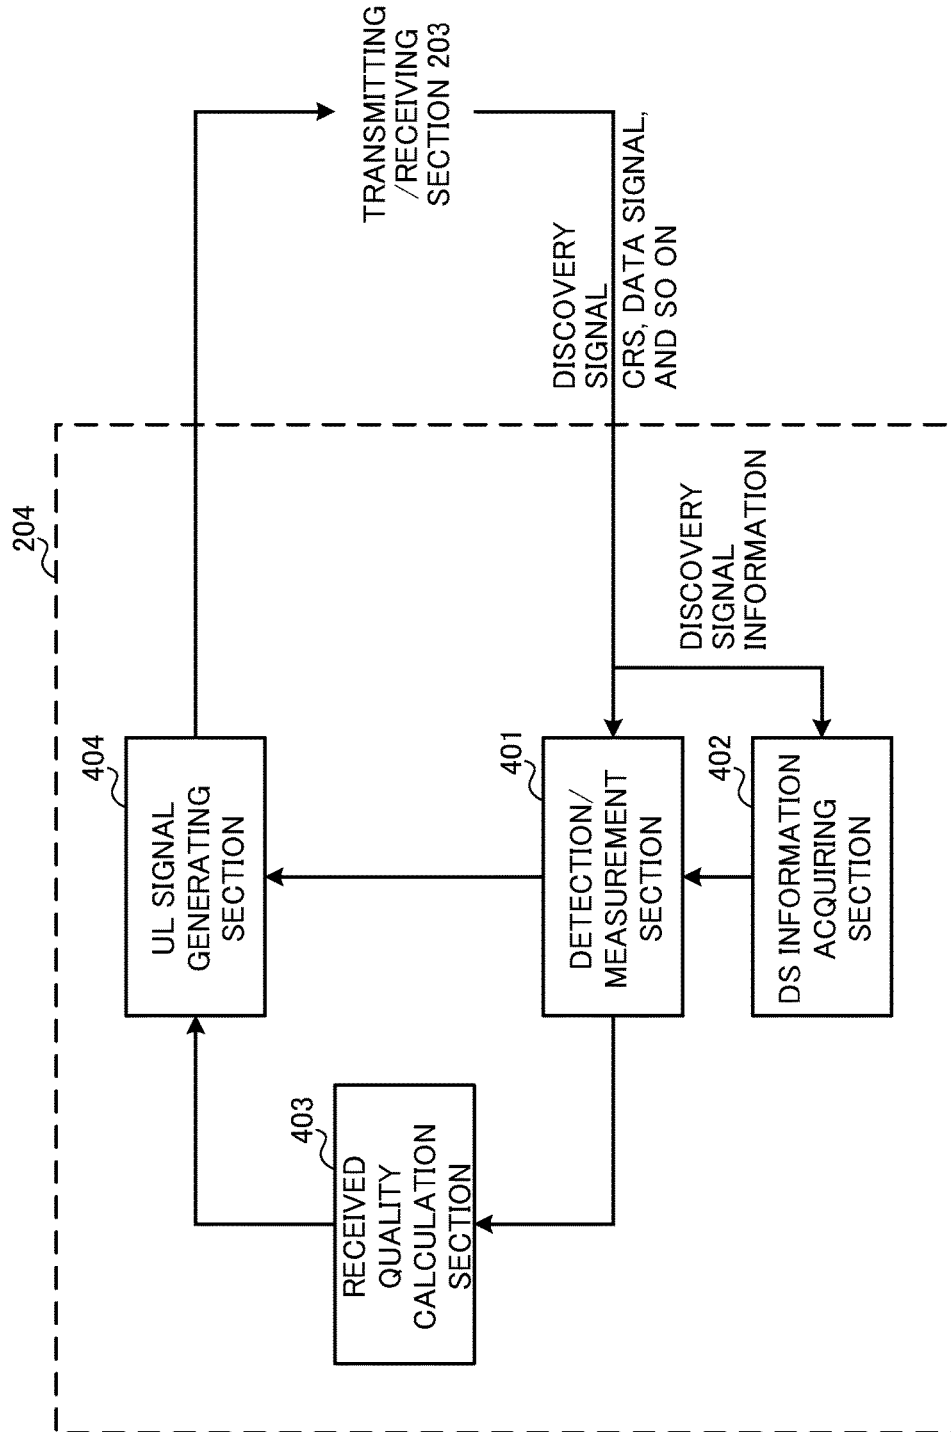 204
404
UL SIGNAL
GENERATING
SECTION
TRANSMITTING
/RECEIVING
SECTION 203
403
RECEIVED
QUALITY
CALCULATION
SECTION
401
DETECTION/
MEASUREMENT
SECTION
DISCOVERY
SIGNAL
CRS, DATA SIGNAL,
AND SO ON
402
DS INFORMATION
ACQUIRING
SECTION
DISCOVERY
SIGNAL
INFORMATION